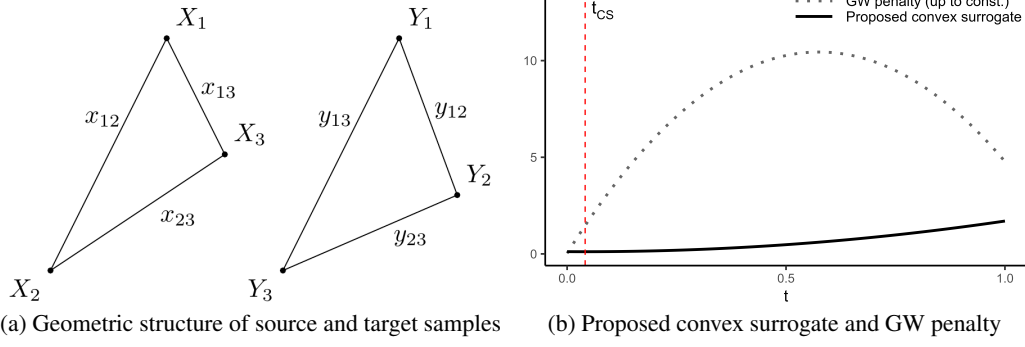 X1
x12
x13
X3
x23
X2
Y1
y13
y12
Y2
y23
Y3
(a) Geometric structure of source and target samples
tCS
GW penalty (up to const.)
Proposed convex surrogate
10
5
0
0.0
0.5
1.0
t
(b) Proposed convex surrogate and GW penalty